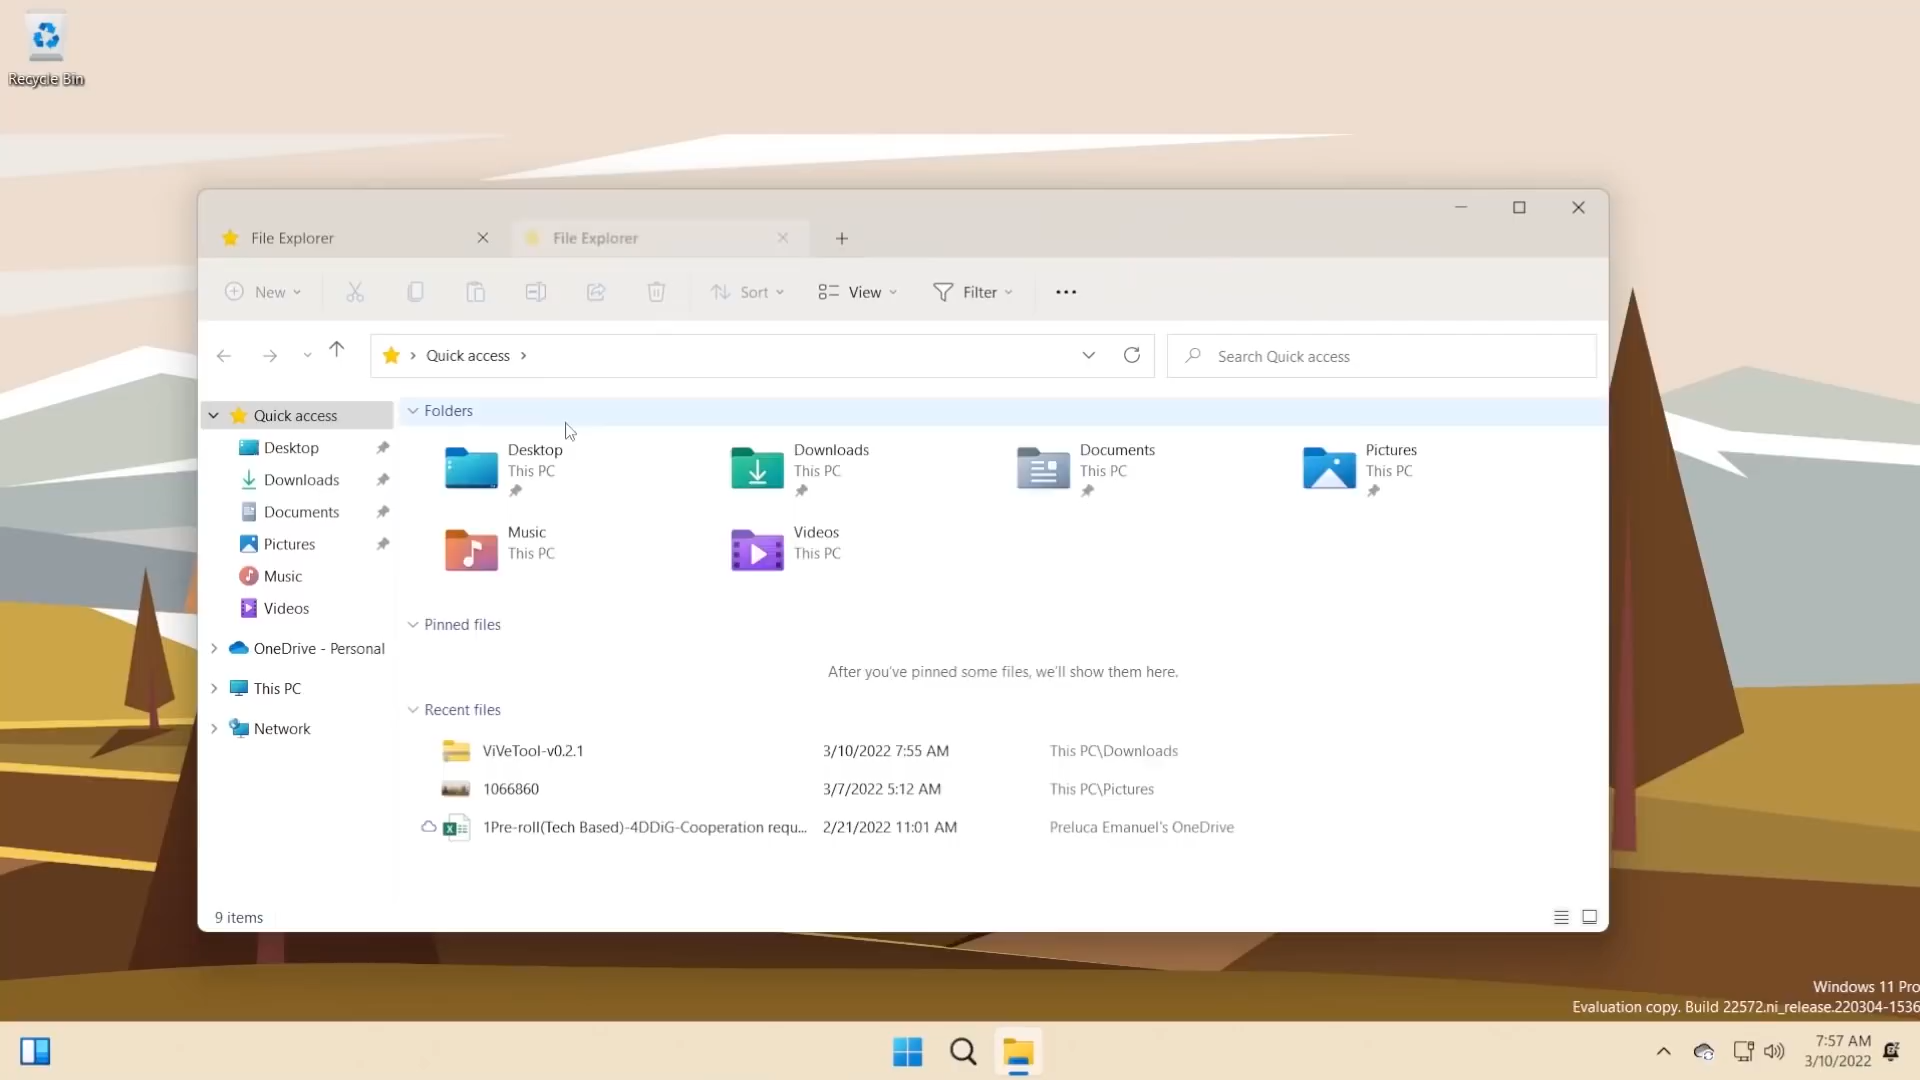 Recycle Bin
File Explorer
File Explorer
New
Sort
View
Filter
Quick access
Search Quick access
Quick access
Desktop
Downloads
Documents
Pictures
Music
Videos
OneDrive - Personal
This PC
Network
Folders
Desktop
This PC
Downloads
This PC
Documents
This PC
Pictures
This PC
Music
This PC
Videos
This PC
Pinned files
After you've pinned some files, we'll show them here.
Recent files
ViVeTool-v0.2.1 3/10/2022 7:55 AM This PC\Downloads
1066860 3/7/2022 5:12 AM This PC\Pictures
1Pre-roll(Tech Based)-4DDiG-Cooperation requ... 2/21/2022 11:01 AM Preluca Emanuel's OneDrive
9 items
Windows 11 Pro
Evaluation copy. Build 22572.ni_release.220304-1536
7:57 AM
3/10/2022